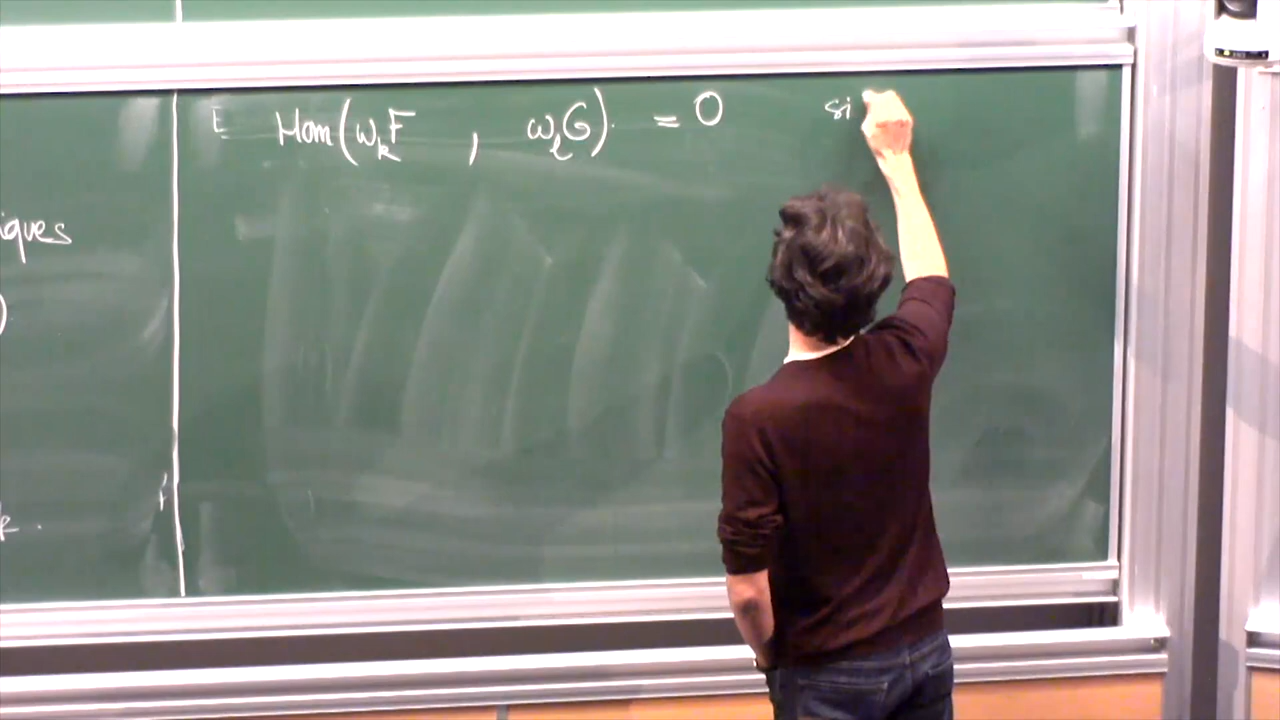 Hom(ω_k F , ω_ℓ G). = 0 si
iques
)
k.